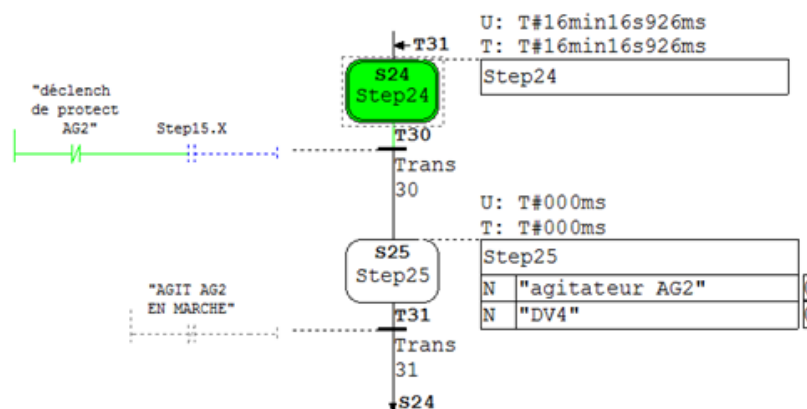 U: T#16min16s926ms
T31
T: T#16min16s926ms
S24
Step24
Step24
"déclench
de protect
AG2"
Step15.X
T30
Trans
30
U: T#000ms
T: T#000ms
S25
Step25
Step25
N "agitateur AG2"
N "DV4"
"AGIT AG2
EN MARCHE"
T31
Trans
31
S24